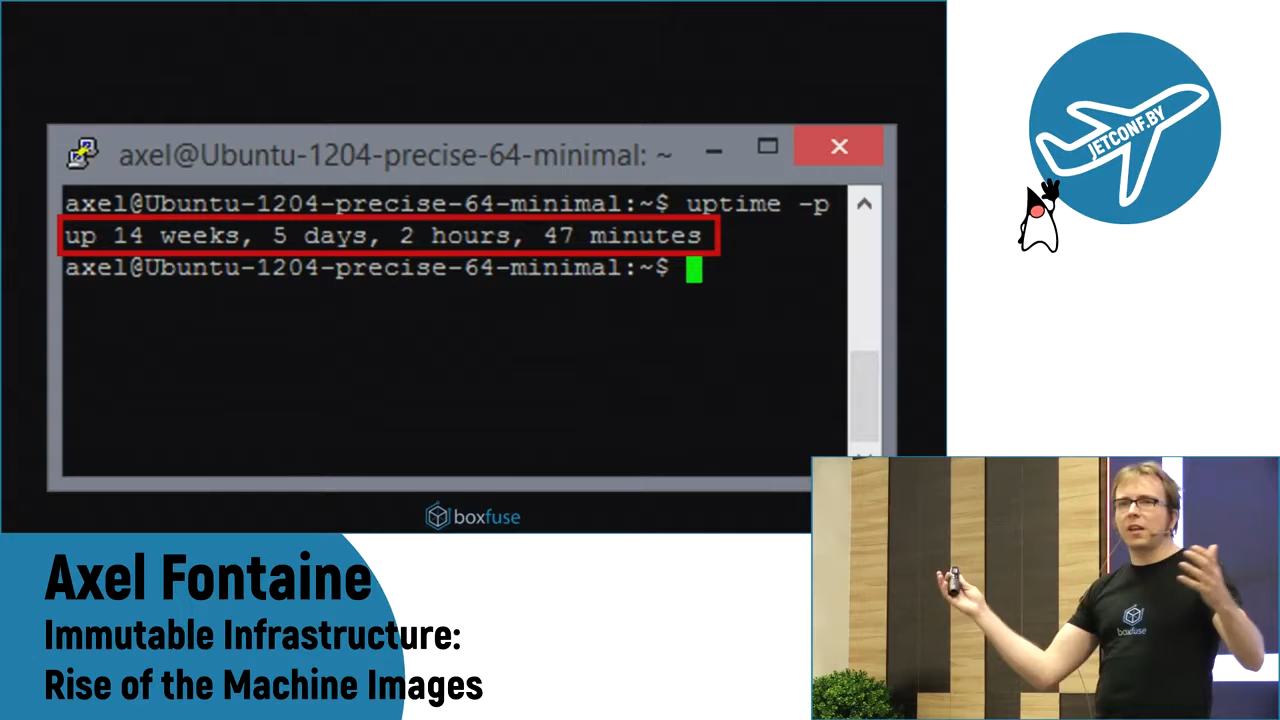 axel@Ubuntu-1204-precise-64-minimal: ~
axel@Ubuntu-1204-precise-64-minimal:~$ uptime -p
up 14 weeks, 5 days, 2 hours, 47 minutes
axel@Ubuntu-1204-precise-64-minimal:~$
boxfuse
JETCONF.BY
boxfuse
Axel Fontaine
Immutable Infrastructure:
Rise of the Machine Images